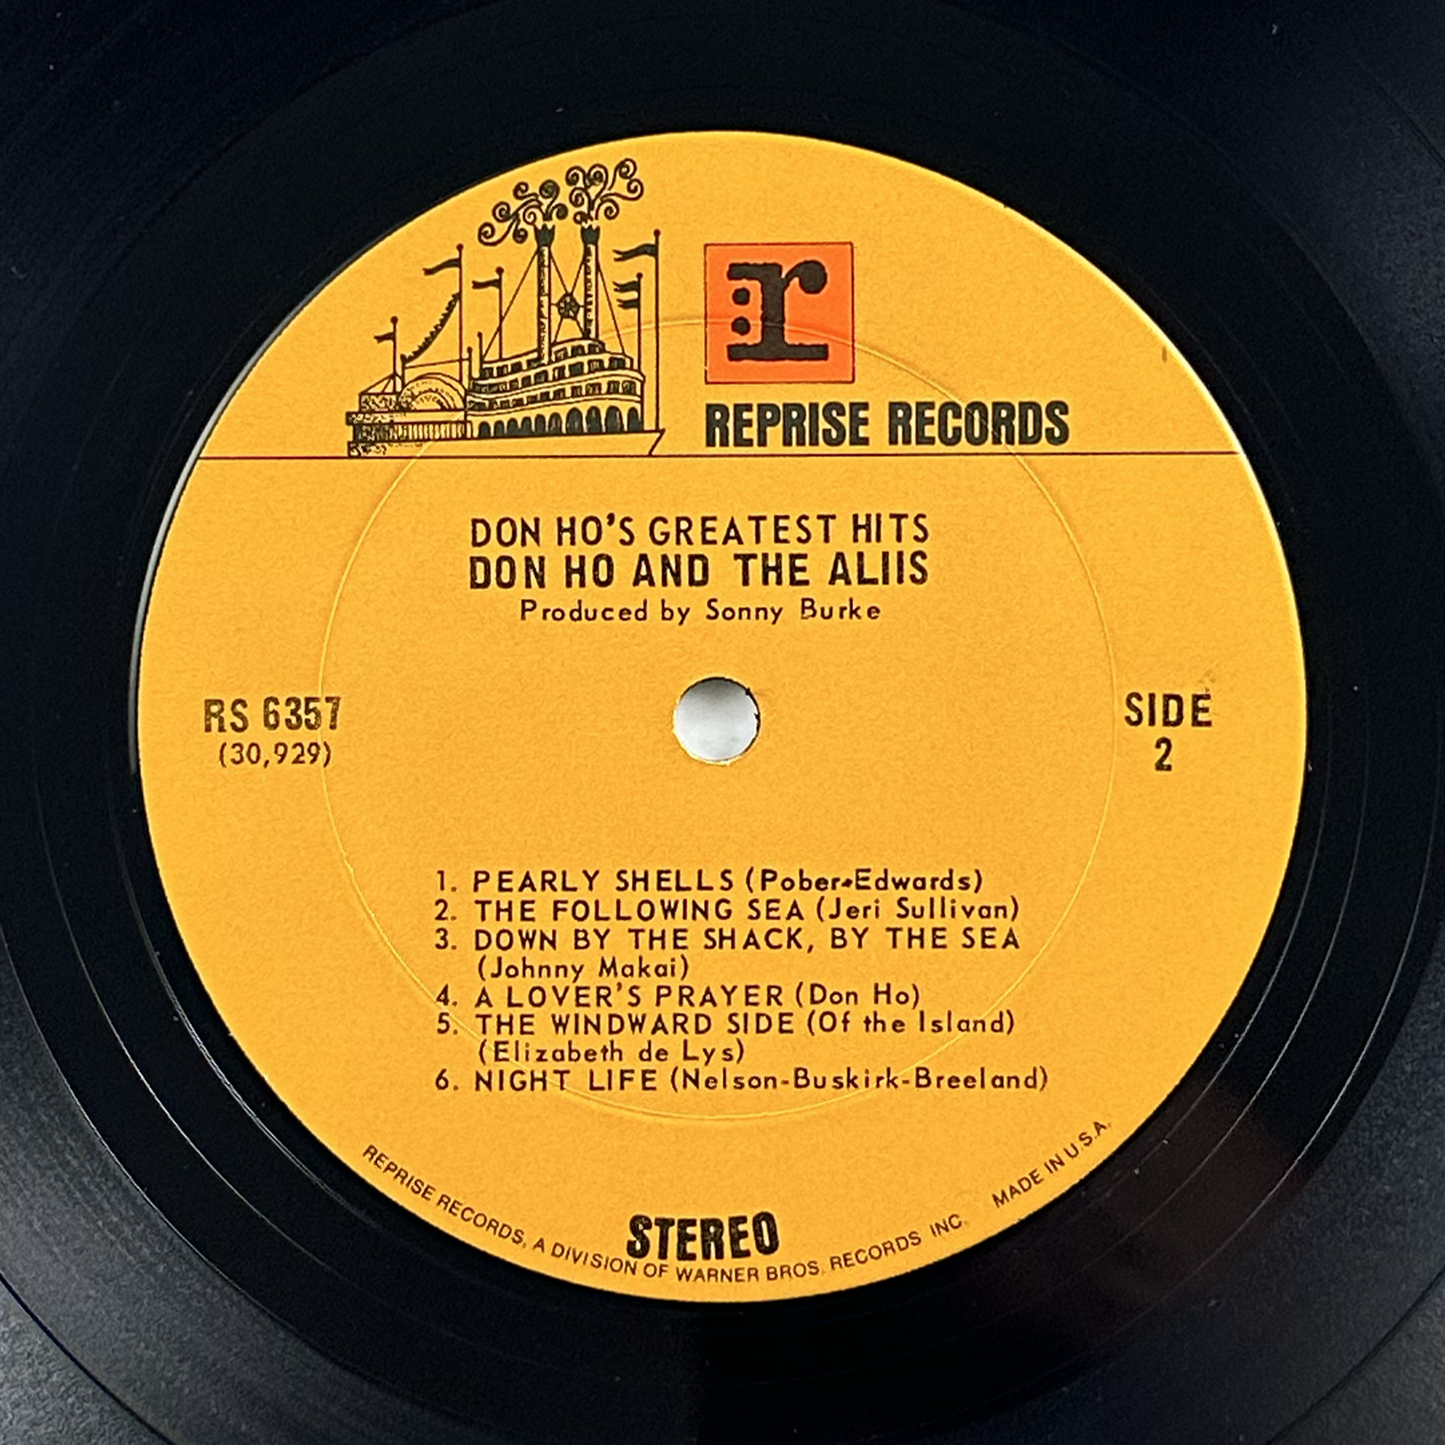 r:
REPRISE RECORDS
DON HO'S GREATEST HITS
DON HO AND THE ALIIS
Produced by Sonny Burke
RS 6357
(30,929)
SIDE
2
1. PEARLY SHELLS (Pober-Edwards)
2. THE FOLLOWING SEA (Jeri Sullivan)
3. DOWN BY THE SHACK, BY THE SEA
(Johnny Makai)
4. A LOVER'S PRAYER (Don Ho)
5. THE WINDWARD SIDE (Of the Island)
(Elizabeth de Lys)
6. NIGHT LIFE (Nelson-Buskirk-Breeland)
STEREO
REPRISE RECORDS, A DIVISION OF WARNER BROS. RECORDS INC. MADE IN U.S.A.